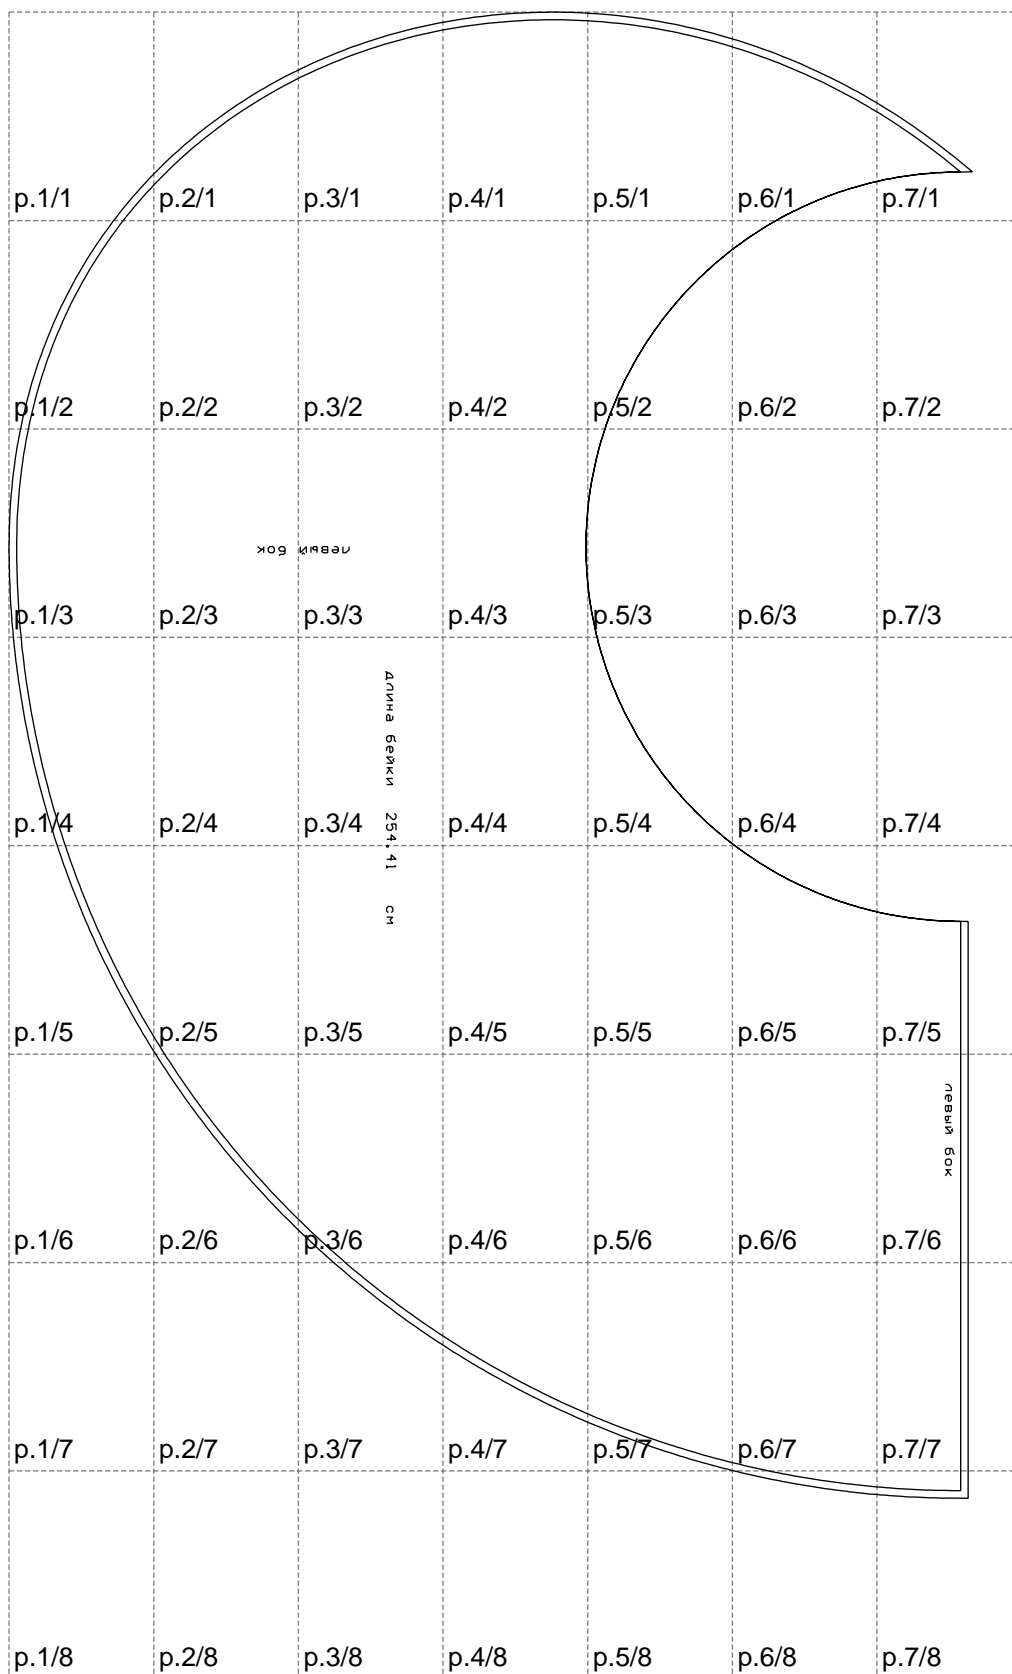 p.1/1 p.2/1 p.3/1 p.4/1 p.5/1 p.6/1 p.7/1
p.1/2 p.2/2 p.3/2 p.4/2 p.5/2 p.6/2 p.7/2
левый бок
p.1/3 p.2/3 p.3/3 p.4/3 p.5/3 p.6/3 p.7/3
длина бейки 254.41 см
p.1/4 p.2/4 p.3/4 p.4/4 p.5/4 p.6/4 p.7/4
p.1/5 p.2/5 p.3/5 p.4/5 p.5/5 p.6/5 p.7/5
левый бок
p.1/6 p.2/6 p.3/6 p.4/6 p.5/6 p.6/6 p.7/6
p.1/7 p.2/7 p.3/7 p.4/7 p.5/7 p.6/7 p.7/7
p.1/8 p.2/8 p.3/8 p.4/8 p.5/8 p.6/8 p.7/8